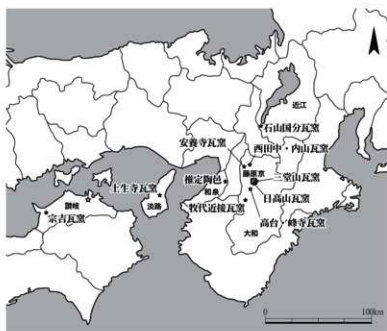 近江
石山国分瓦窯
安養寺瓦窯
西田中・内山瓦窯
土生寺瓦窯
推定陶邑
藤原京
三堂山瓦窯
和泉
讃岐
淡路
日高山瓦窯
宗吉瓦窯
牧代近接瓦窯
高台・峰寺瓦窯
大和
0
100km